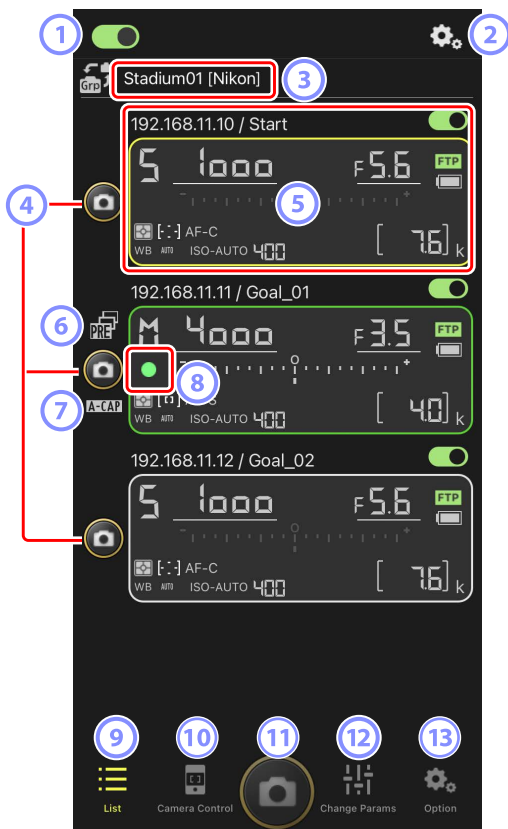 1
2
Grp
Stadium01 [Nikon]
3
192.168.11.10 / Start
4
S 1000 F5.6 FTP
5
AF-C
WB AUTO ISO-AUTO 400 [ 7.6] k
192.168.11.11 / Goal_01
6
PRE
M 4000 F3.5 FTP
8
7
A-CAP
WB AUTO ISO-AUTO 400 [ 4.0] k
192.168.11.12 / Goal_02
S 1000 F5.6 FTP
AF-C
WB AUTO ISO-AUTO 400 [ 7.6] k
9 10 11 12 13
List Camera Control Change Params Option